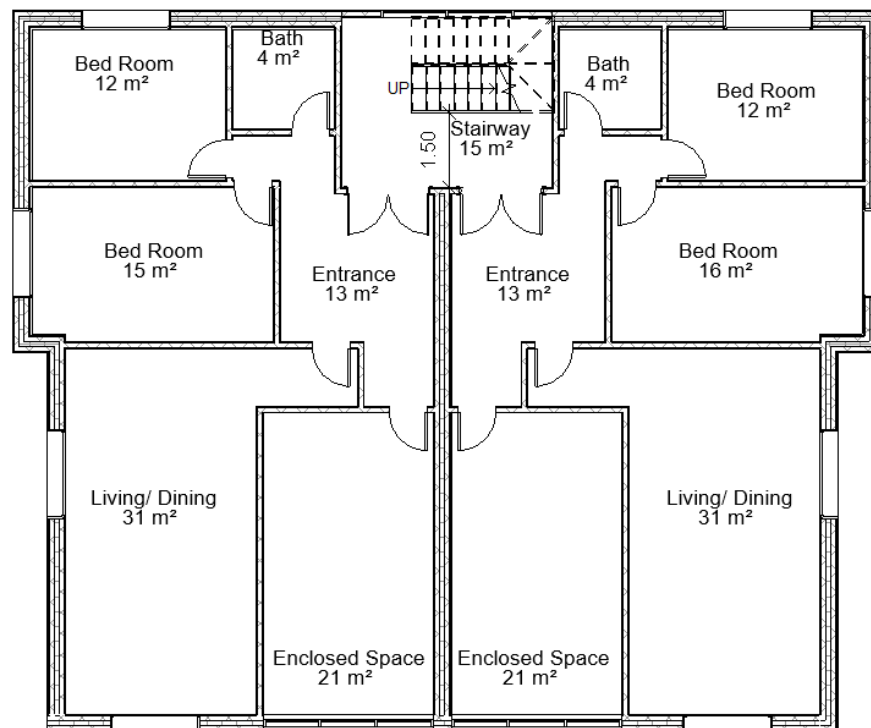 Bath
4 m²
Bed Room
12 m²
Bath
4 m²
Bed Room
12 m²
UP
Stairway
15 m²
1.50
Bed Room
15 m²
Entrance
13 m²
Entrance
13 m²
Bed Room
16 m²
Living/ Dining
31 m²
Living/ Dining
31 m²
Enclosed Space
21 m²
Enclosed Space
21 m²